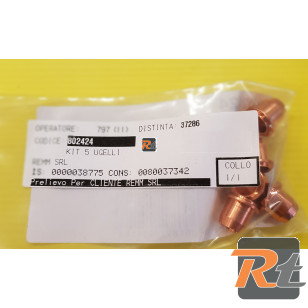 OPERATORE 797 DISTINTA: 37286
CODICE 802424
KIT 5 UGELLI
REMM SRL
IS: 0000038775 CONS: 0080037342
Prelievo Per CLIENTE REMM SRL
COLLO
1/1
Rt